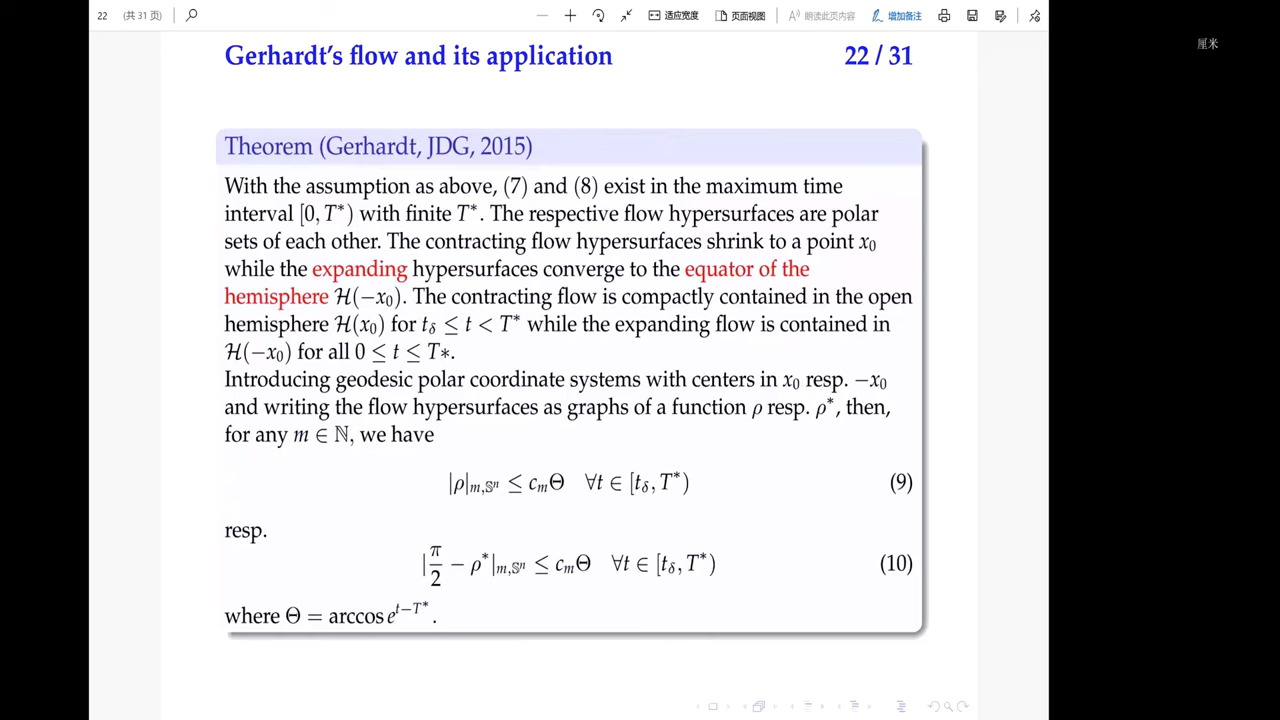 22 (共 31 页) 适应宽度 页面视图 朗读此页内容 增加备注
厘米
Gerhardt's flow and its application 22 / 31
Theorem (Gerhardt, JDG, 2015)
With the assumption as above, (7) and (8) exist in the maximum time
interval [0, T*) with finite T*. The respective flow hypersurfaces are polar
sets of each other. The contracting flow hypersurfaces shrink to a point x₀
while the expanding hypersurfaces converge to the equator of the
hemisphere ℋ(−x₀). The contracting flow is compactly contained in the open
hemisphere ℋ(x₀) for t_δ ≤ t < T* while the expanding flow is contained in
ℋ(−x₀) for all 0 ≤ t ≤ T∗.
Introducing geodesic polar coordinate systems with centers in x₀ resp. −x₀
and writing the flow hypersurfaces as graphs of a function ρ resp. ρ*, then,
for any m ∈ ℕ, we have
|ρ|_{m,𝕊ⁿ} ≤ c_m Θ ∀t ∈ [t_δ, T*) (9)
resp.
|π/2 − ρ*|_{m,𝕊ⁿ} ≤ c_m Θ ∀t ∈ [t_δ, T*) (10)
where Θ = arccos e^{t−T*}.